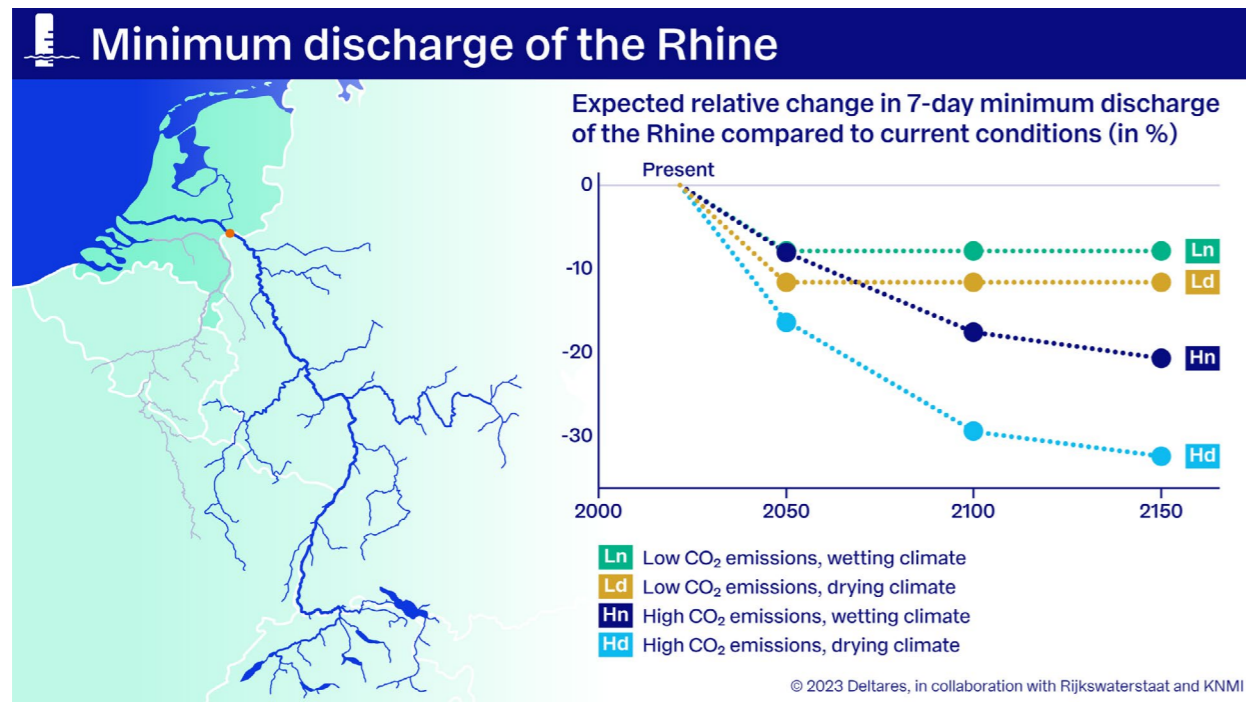 Minimum discharge of the Rhine
Expected relative change in 7-day minimum discharge
of the Rhine compared to current conditions (in %)
Present
0
-10
-20
-30
Ln
Ld
Hn
Hd
2000
2050
2100
2150
Ln Low CO₂ emissions, wetting climate
Ld Low CO₂ emissions, drying climate
Hn High CO₂ emissions, wetting climate
Hd High CO₂ emissions, drying climate
© 2023 Deltares, in collaboration with Rijkswaterstaat and KNMI